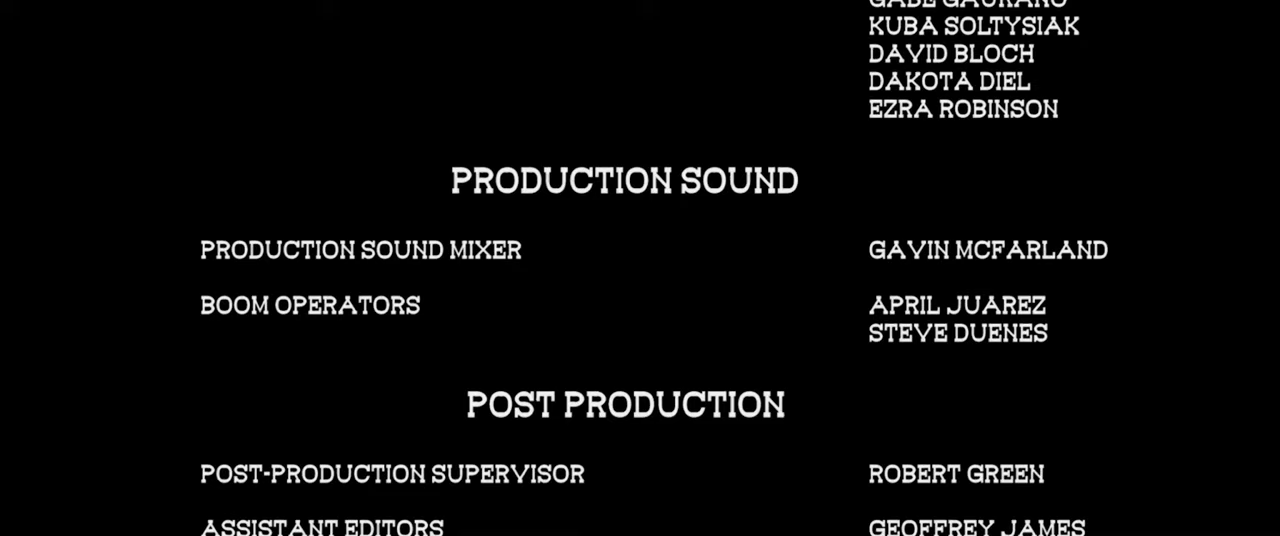 KUBA SOLTYSIAK
DAVID BLOCH
DAKOTA DIEL
EZRA ROBINSON
PRODUCTION SOUND
PRODUCTION SOUND MIXER GAVIN MCFARLAND
BOOM OPERATORS APRIL JUAREZ
STEVE DUENES
POST PRODUCTION
POST-PRODUCTION SUPERVISOR ROBERT GREEN
ASSISTANT EDITORS GEOFFREY JAMES